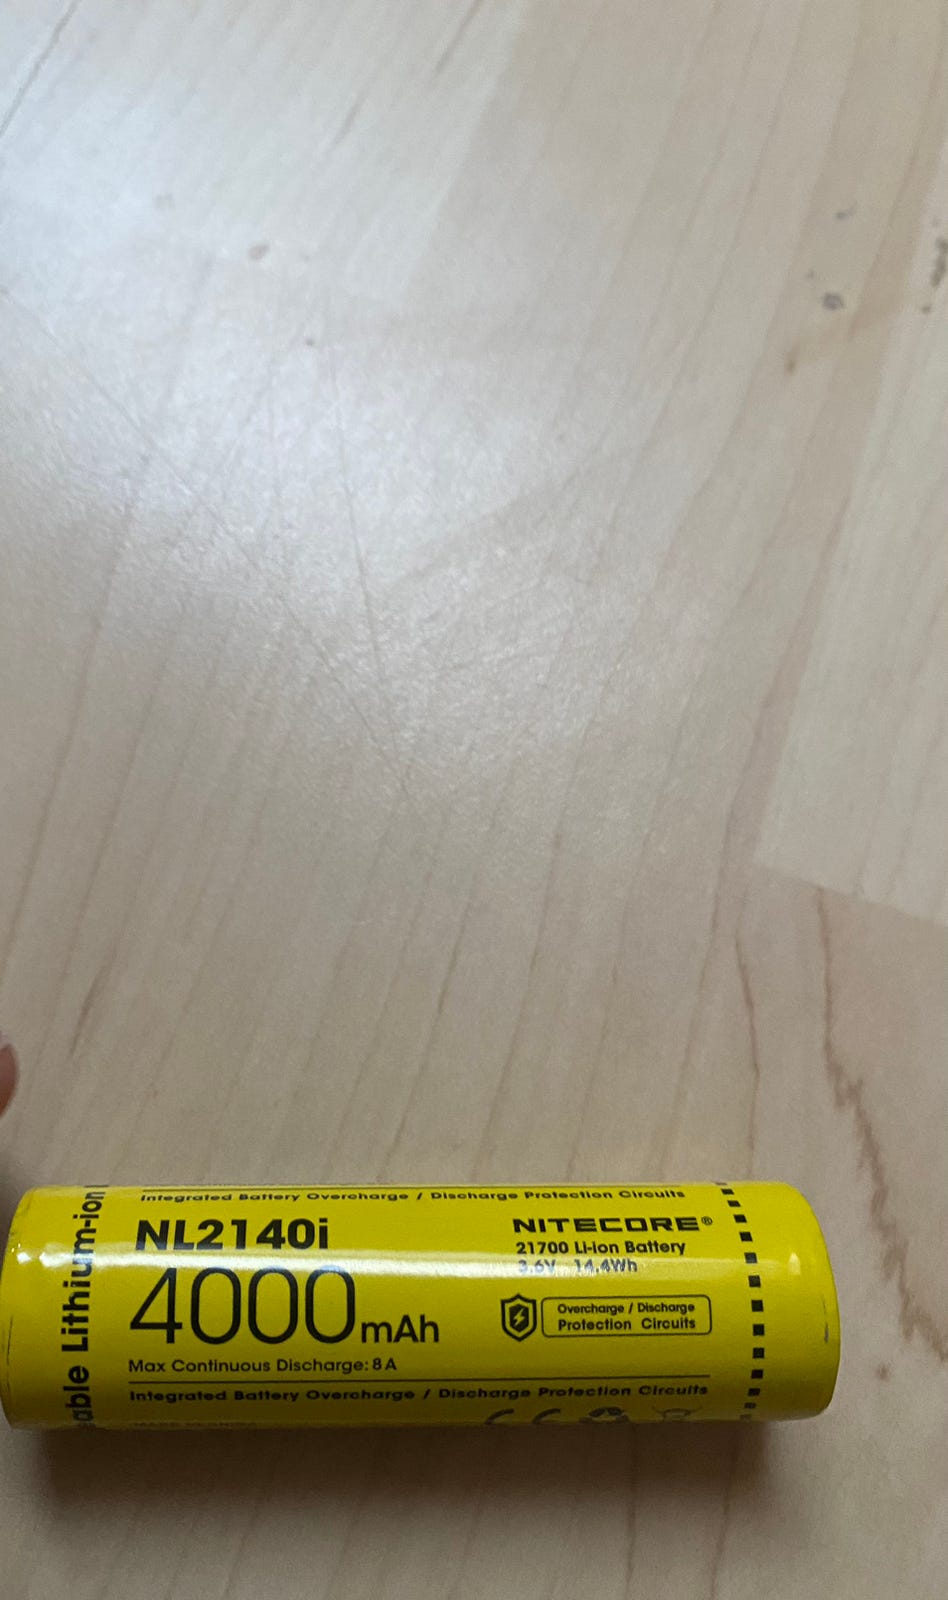 able Lithium-ion
Integrated Battery Overcharge / Discharge Protection Circuits
NL2140i
4000mAh
Max Continuous Discharge: 8A
NITECORE®
21700 Li-ion Battery
3.6V 14.4Wh
Overcharge / Discharge
Protection Circuits
Integrated Battery Overcharge / Discharge Protection Circuits